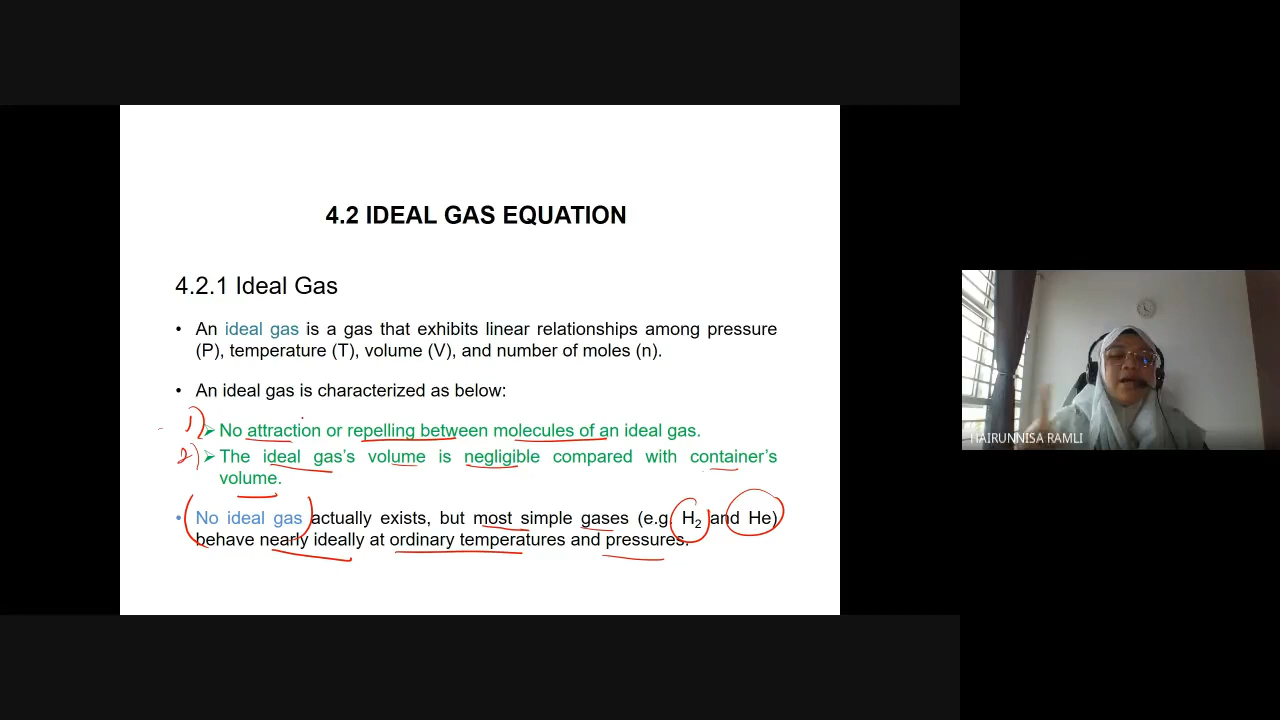 4.2 IDEAL GAS EQUATION
4.2.1 Ideal Gas
• An ideal gas is a gas that exhibits linear relationships among pressure
(P), temperature (T), volume (V), and number of moles (n).
• An ideal gas is characterized as below:
1) ➢ No attraction or repelling between molecules of an ideal gas.
2) ➢ The ideal gas's volume is negligible compared with container's
volume.
• No ideal gas actually exists, but most simple gases (e.g. H₂ and He)
behave nearly ideally at ordinary temperatures and pressures.
HAIRUNNISA RAMLI